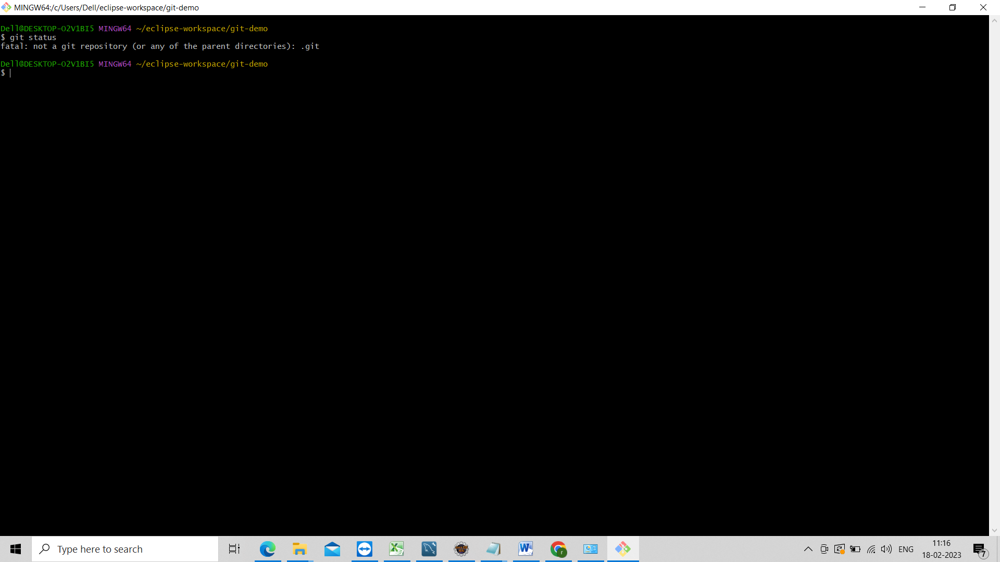 MINGW64:/c/Users/Dell/eclipse-workspace/git-demo
Dell@DESKTOP-O2V1BI5 MINGW64 ~/eclipse-workspace/git-demo
$ git status
fatal: not a git repository (or any of the parent directories): .git
Dell@DESKTOP-O2V1BI5 MINGW64 ~/eclipse-workspace/git-demo
$
Type here to search
ENG
11:16
18-02-2023
7